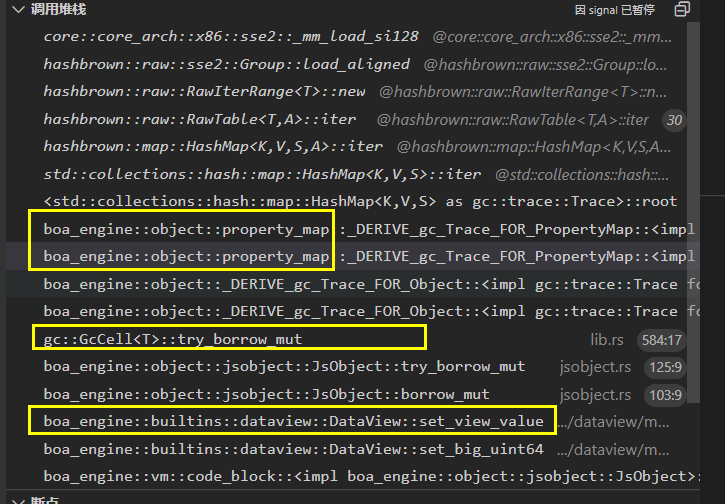 调用堆栈 因 signal 已暂停
core::core_arch::x86::sse2::_mm_load_si128 @core::core_arch::x86::sse2::_mm...
hashbrown::raw::sse2::Group::load_aligned @hashbrown::raw::sse2::Group::lo...
hashbrown::raw::RawIterRange<T>::new @hashbrown::raw::RawIterRange<T>::n...
hashbrown::raw::RawTable<T,A>::iter @hashbrown::raw::RawTable<T,A>::iter 30
hashbrown::map::HashMap<K,V,S,A>::iter @hashbrown::map::HashMap<K,V,S,A...
std::collections::hash::map::HashMap<K,V,S>::iter @std::collections::hash::...
<std::collections::hash::map::HashMap<K,V,S> as gc::trace::Trace>::root
boa_engine::object::property_map::_DERIVE_gc_Trace_FOR_PropertyMap::<impl
boa_engine::object::property_map::_DERIVE_gc_Trace_FOR_PropertyMap::<impl
boa_engine::object::_DERIVE_gc_Trace_FOR_Object::<impl gc::trace::Trace fo
boa_engine::object::_DERIVE_gc_Trace_FOR_Object::<impl gc::trace::Trace fo
gc::GcCell<T>::try_borrow_mut lib.rs 584:17
boa_engine::object::jsobject::JsObject::try_borrow_mut jsobject.rs 125:9
boa_engine::object::jsobject::JsObject::borrow_mut jsobject.rs 103:9
boa_engine::builtins::dataview::DataView::set_view_value .../dataview/m...
boa_engine::builtins::dataview::DataView::set_big_uint64 .../dataview/m...
boa_engine::vm::code_block::<impl boa_engine::object::jsobject::JsObject>:
断点